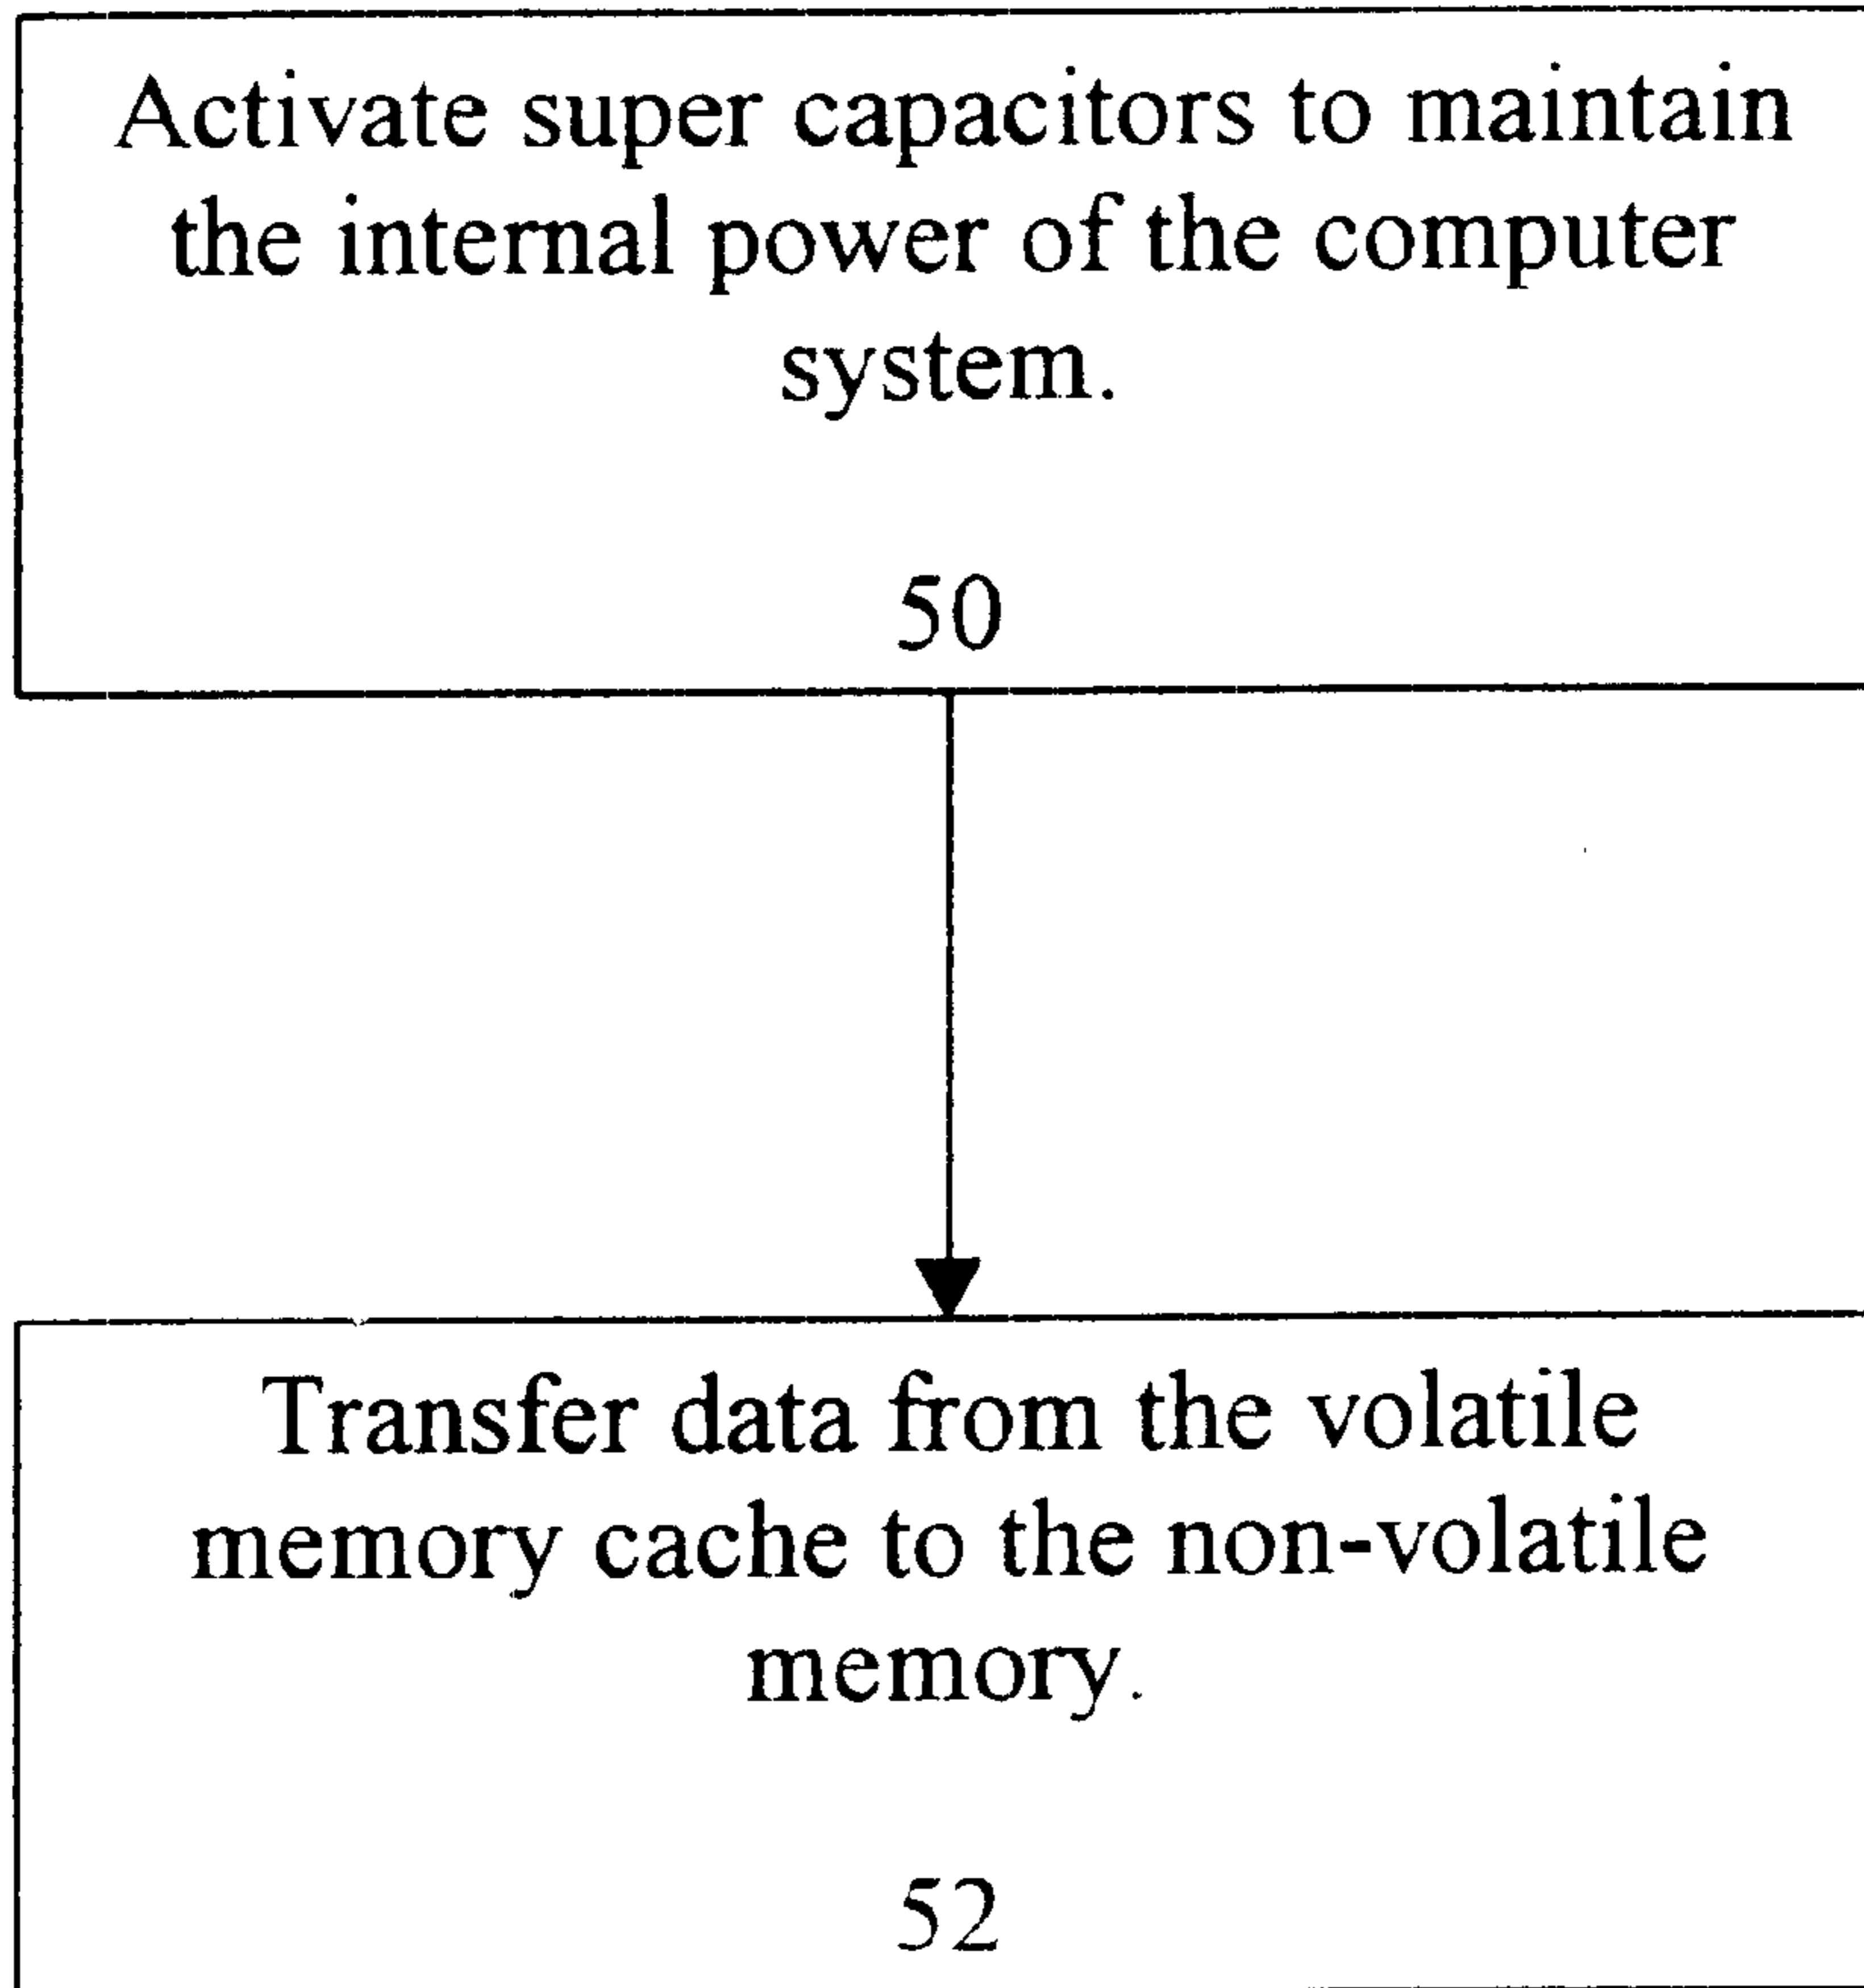 Activate super capacitors to maintain
the internal power of the computer
system.
50
Transfer data from the volatile
memory cache to the non-volatile
memory.
52